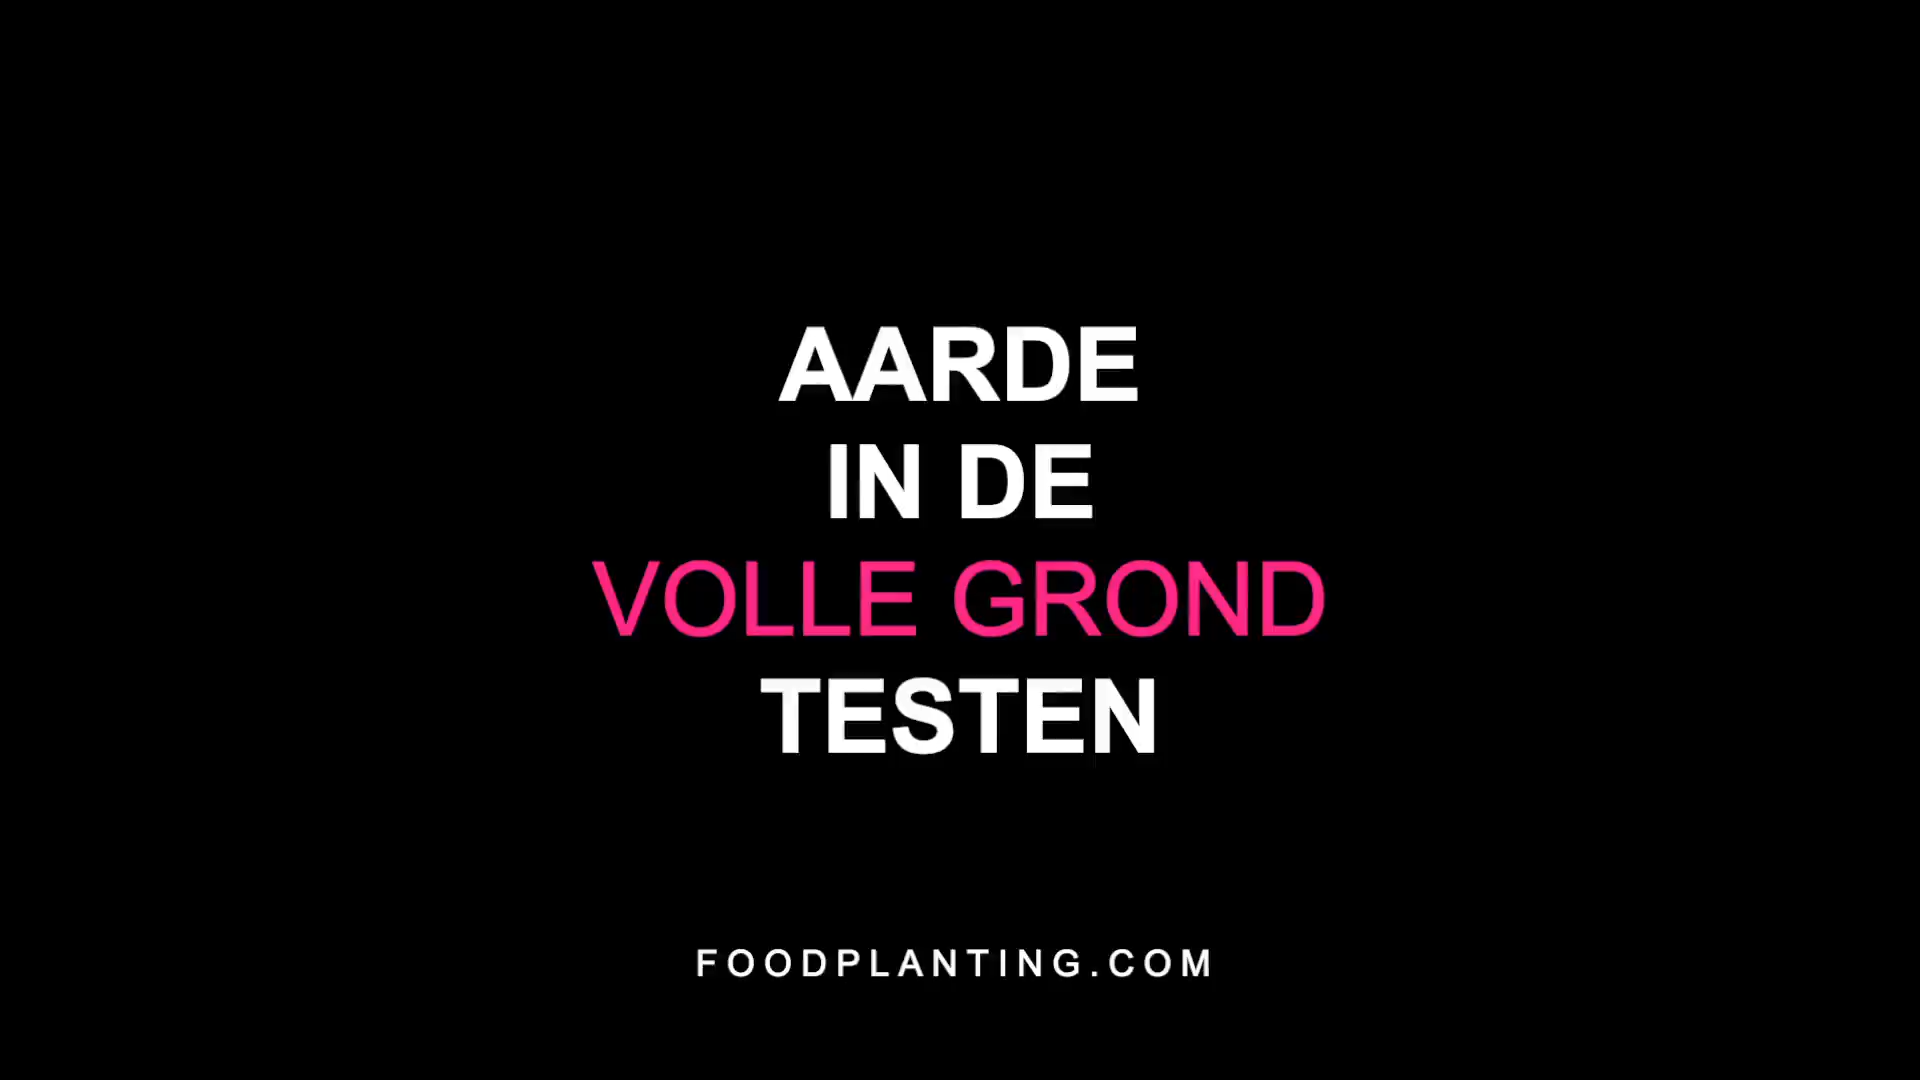 AARDE
IN DE
VOLLE GROND
TESTEN
FOODPLANTING.COM